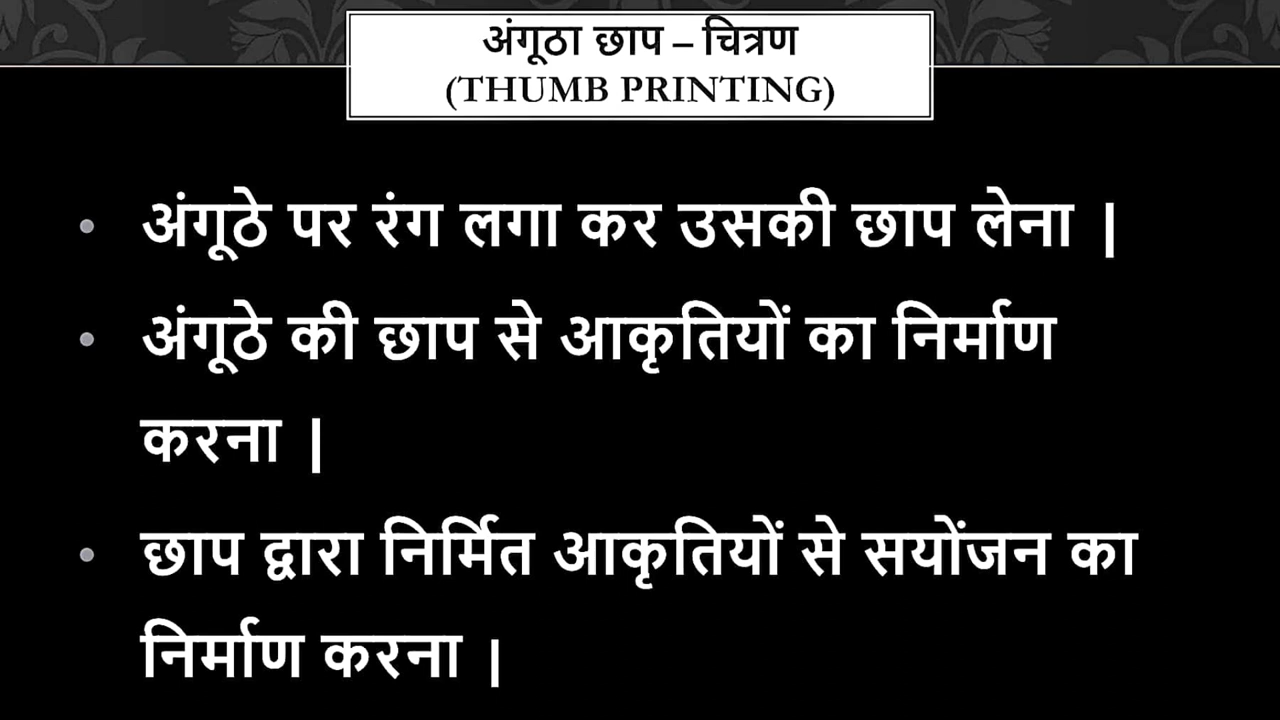 अंगूठा छाप – चित्रण
(THUMB PRINTING)
• अंगूठे पर रंग लगा कर उसकी छाप लेना |
• अंगूठे की छाप से आकृतियों का निर्माण
करना |
• छाप द्वारा निर्मित आकृतियों से सयोंजन का
निर्माण करना |